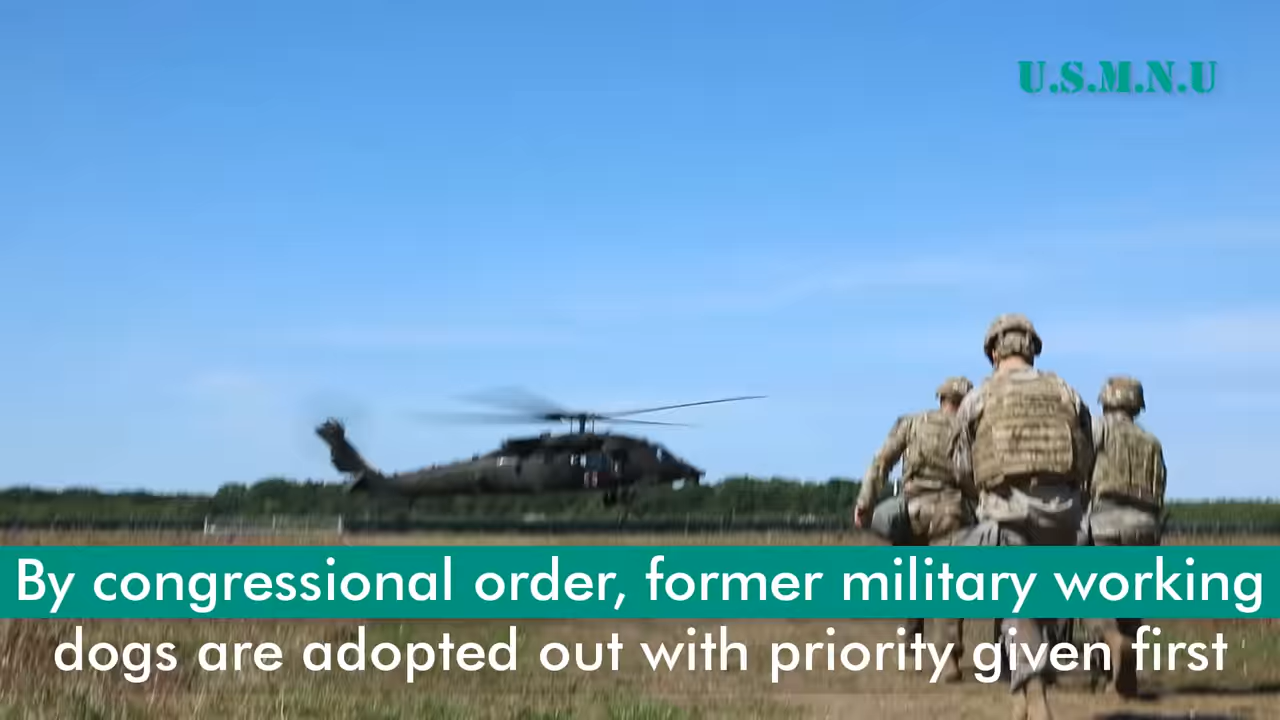 U.S.M.N.U
By congressional order, former military working
dogs are adopted out with priority given first